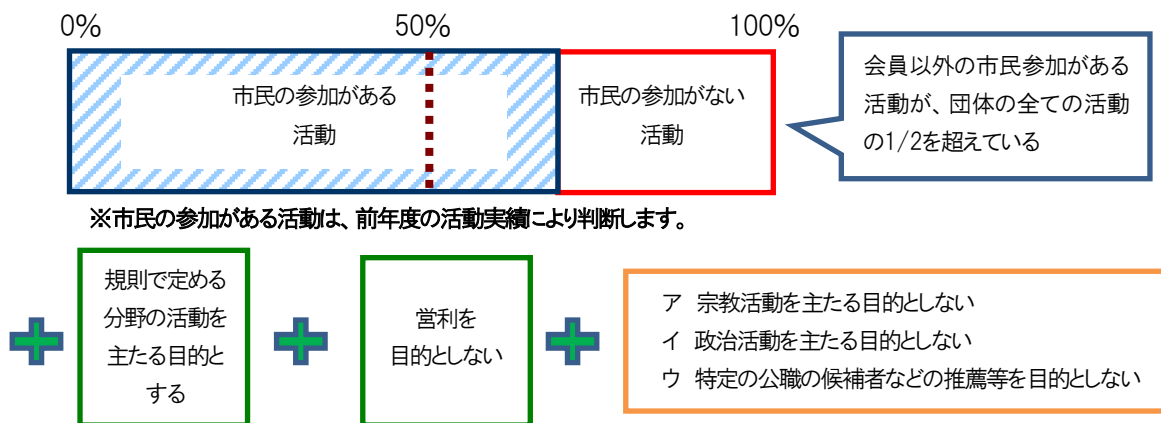 0%
50%
100%
市民の参加がある
活動
市民の参加がない
活動
会員以外の市民参加がある
活動が、団体の全ての活動
の1/2を超えている
※市民の参加がある活動は、前年度の活動実績により判断します。
規則で定める
分野の活動を
主たる目的と
する
営利を
目的としない
ア 宗教活動を主たる目的としない
イ 政治活動を主たる目的としない
ウ 特定の公職の候補者などの推薦等を目的としない